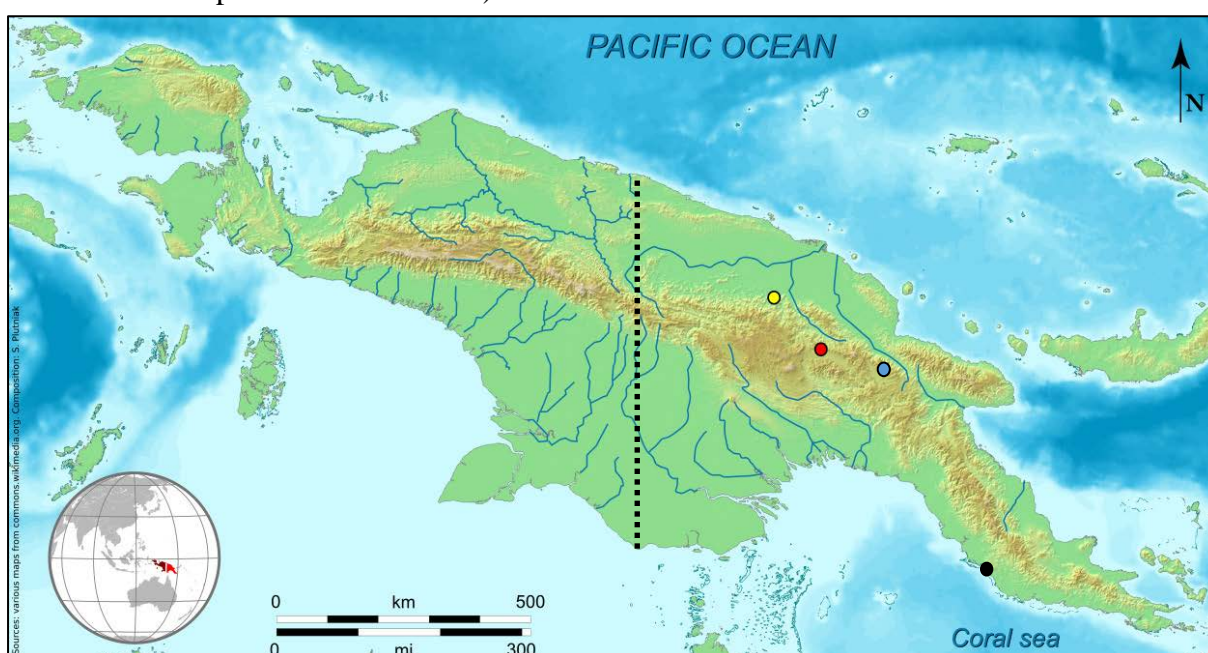 PACIFIC OCEAN
N
Sources: various maps from commons.wikimedia.org. Composition: S. Plutniak
0 km 500
0 mi 300
Coral sea